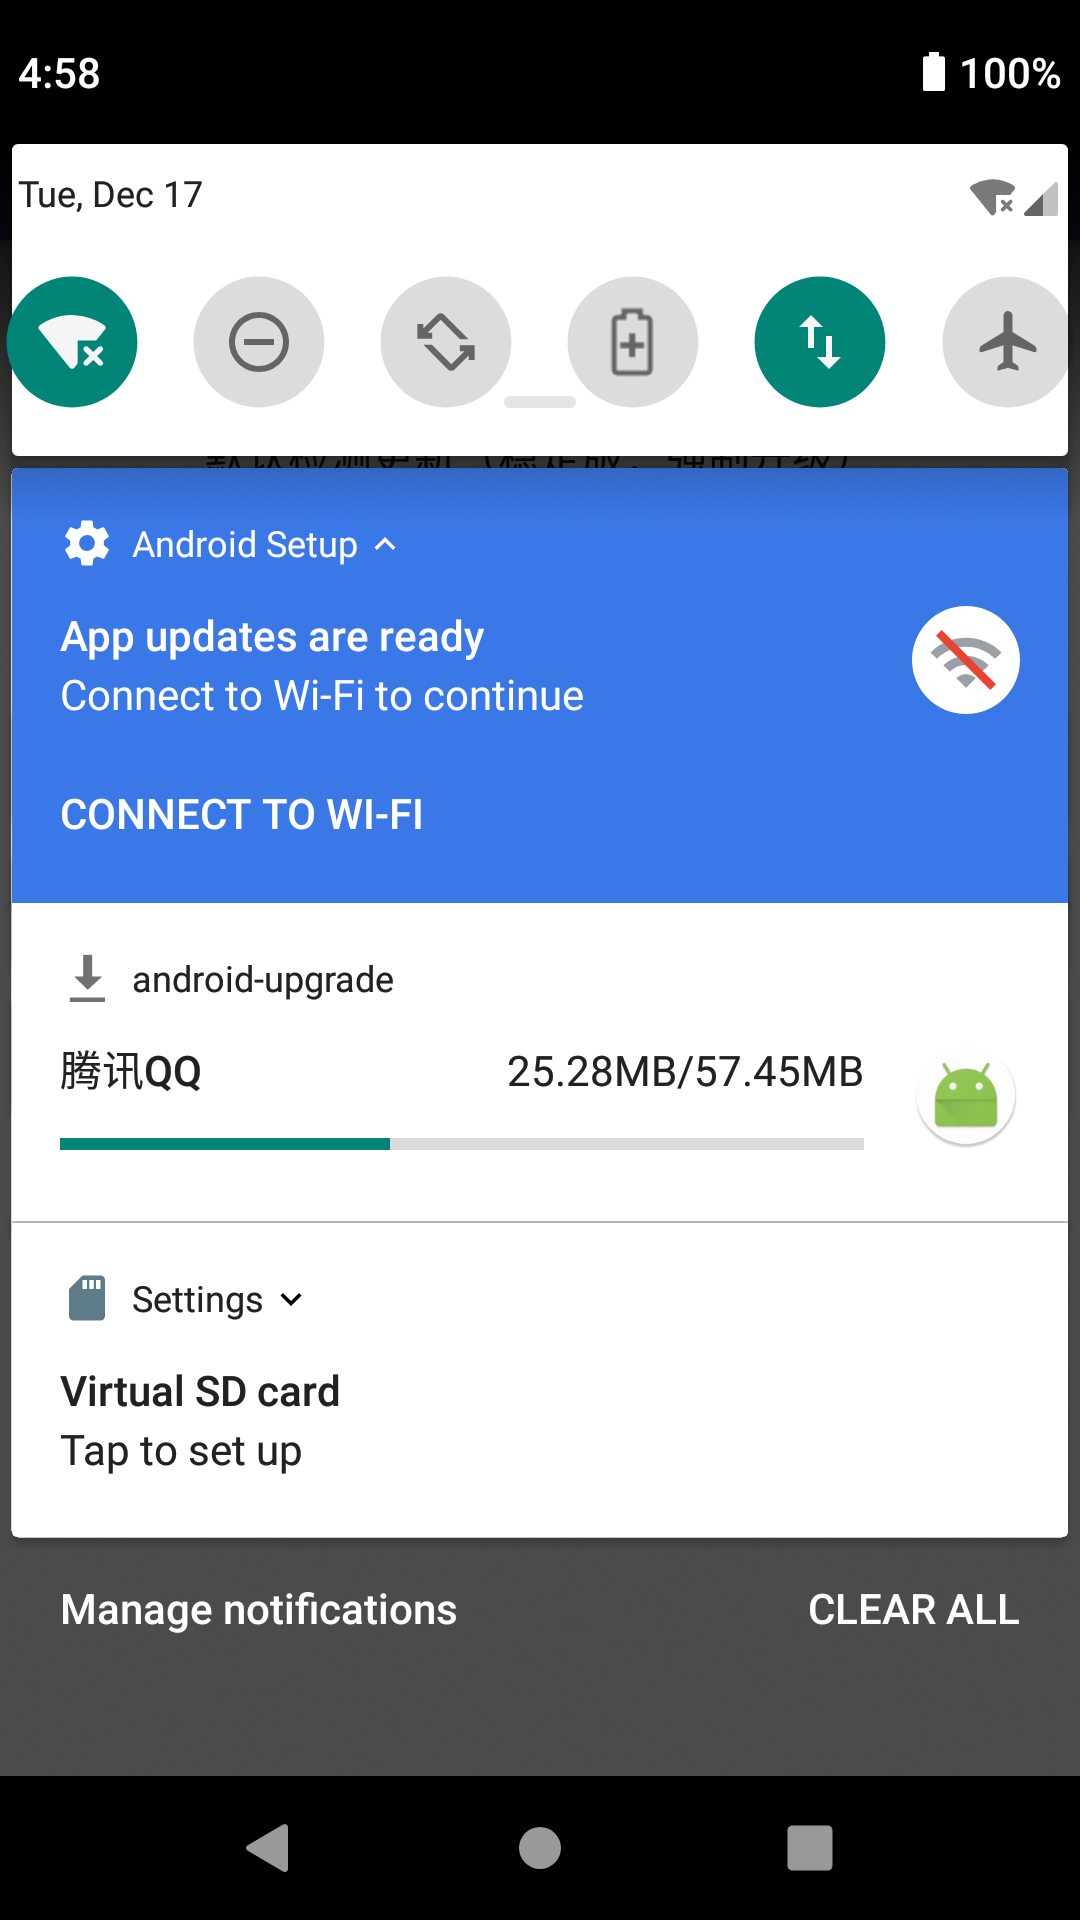 4:58
100%
Tue, Dec 17
Android Setup
App updates are ready
Connect to Wi-Fi to continue
CONNECT TO WI-FI
android-upgrade
腾讯QQ
25.28MB/57.45MB
Settings
Virtual SD card
Tap to set up
Manage notifications
CLEAR ALL